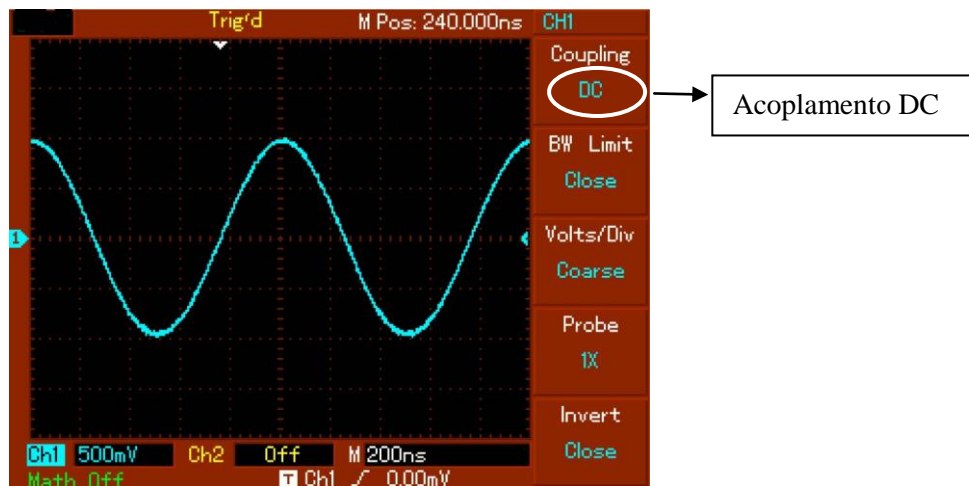 Trig'd M Pos: 240.000ns CH1
Coupling
DC
Acoplamento DC
BW Limit
Close
1
Volts/Div
Coarse
Probe
1X
Invert
Close
Ch1 500mV Ch2 Off M 200ns
Math Off T Ch1 0.00mV